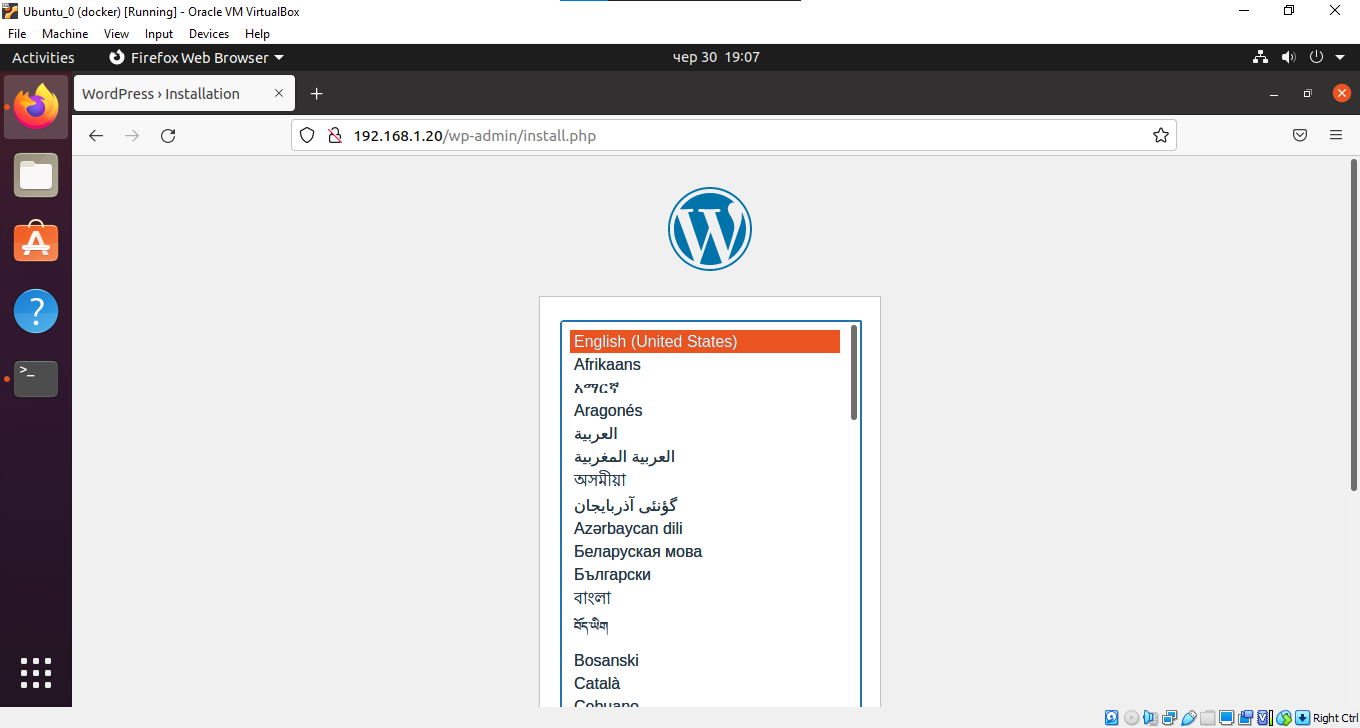 Ubuntu_0 (docker) [Running] - Oracle VM VirtualBox
File Machine View Input Devices Help
Activities Firefox Web Browser чер 30 19:07
WordPress › Installation
192.168.1.20/wp-admin/install.php
English (United States)
Afrikaans
አማርኛ
Aragonés
العربية
العربية المغربية
অসমীয়া
گؤنئی آذربایجان
Azərbaycan dili
Беларуская мова
Български
বাংলা
བོད་ཡིག
Bosanski
Català
Cebuano
Right Ctrl